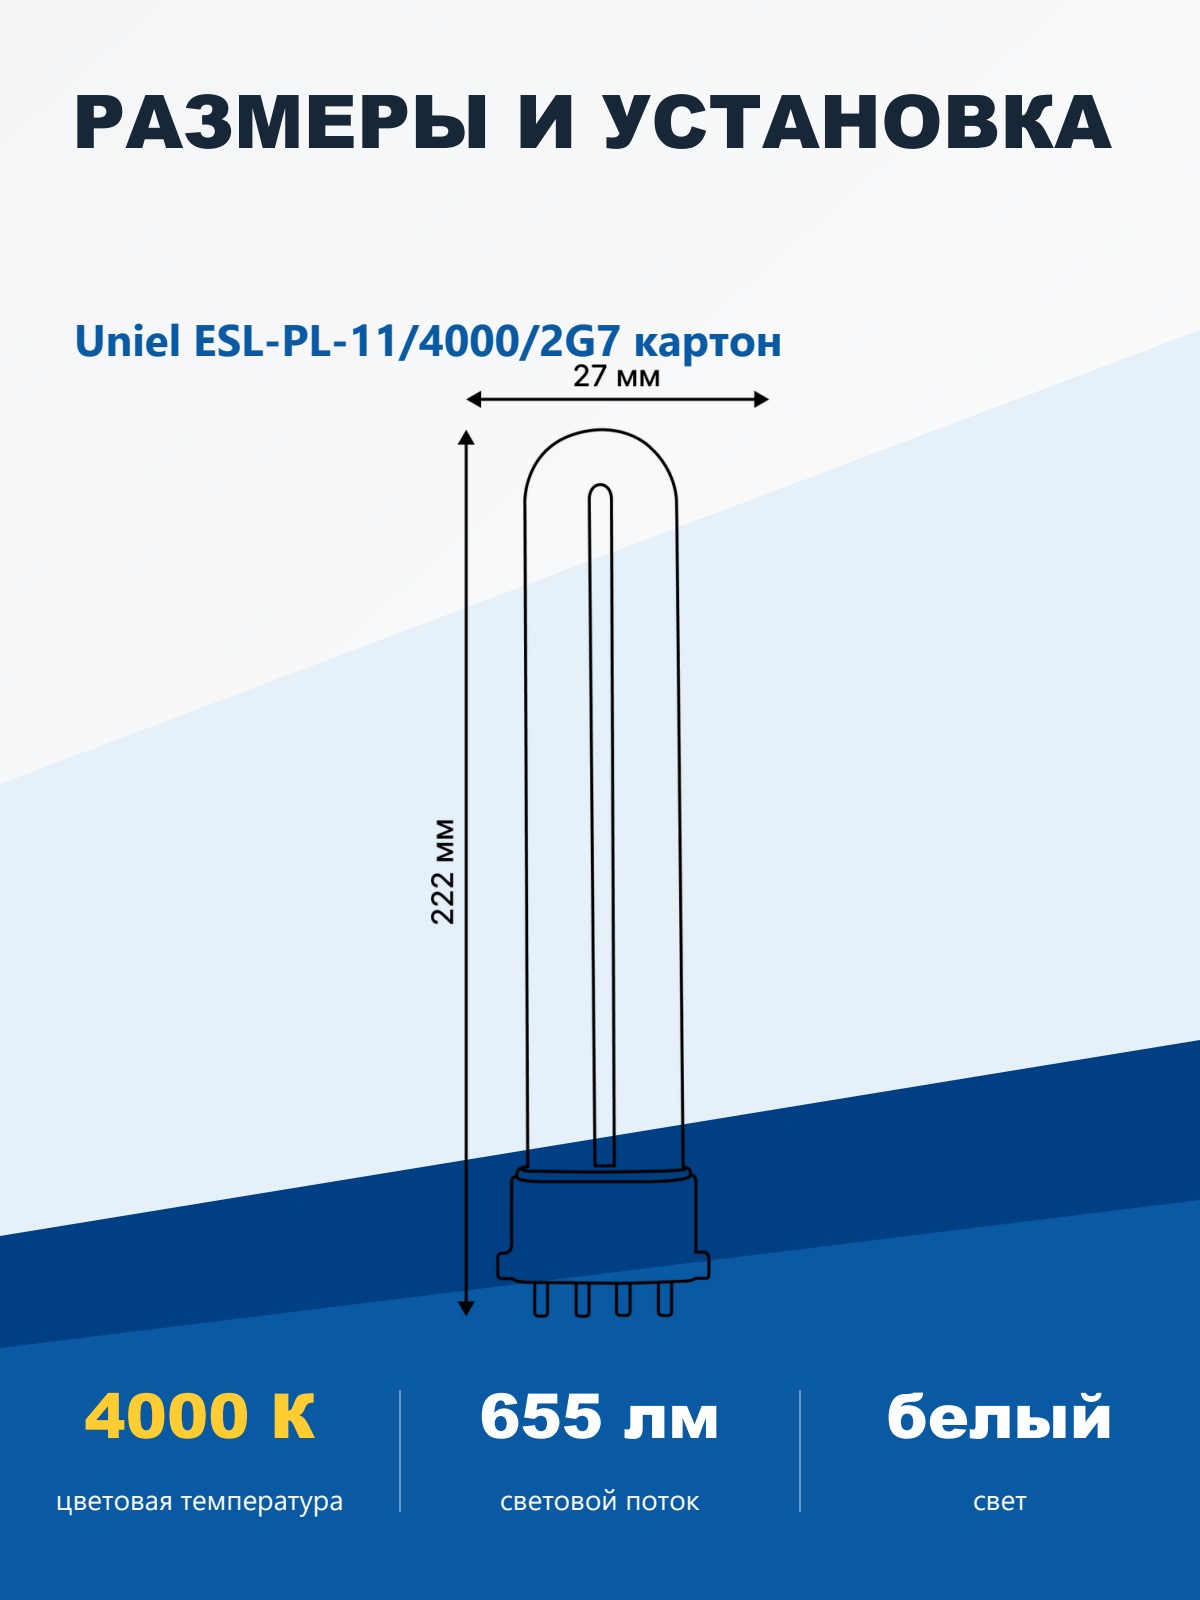 РАЗМЕРЫ И УСТАНОВКА
Uniel ESL-PL-11/4000/2G7 картон
27 мм
222 мм
4000 К
цветовая температура
655 лм
световой поток
белый
свет